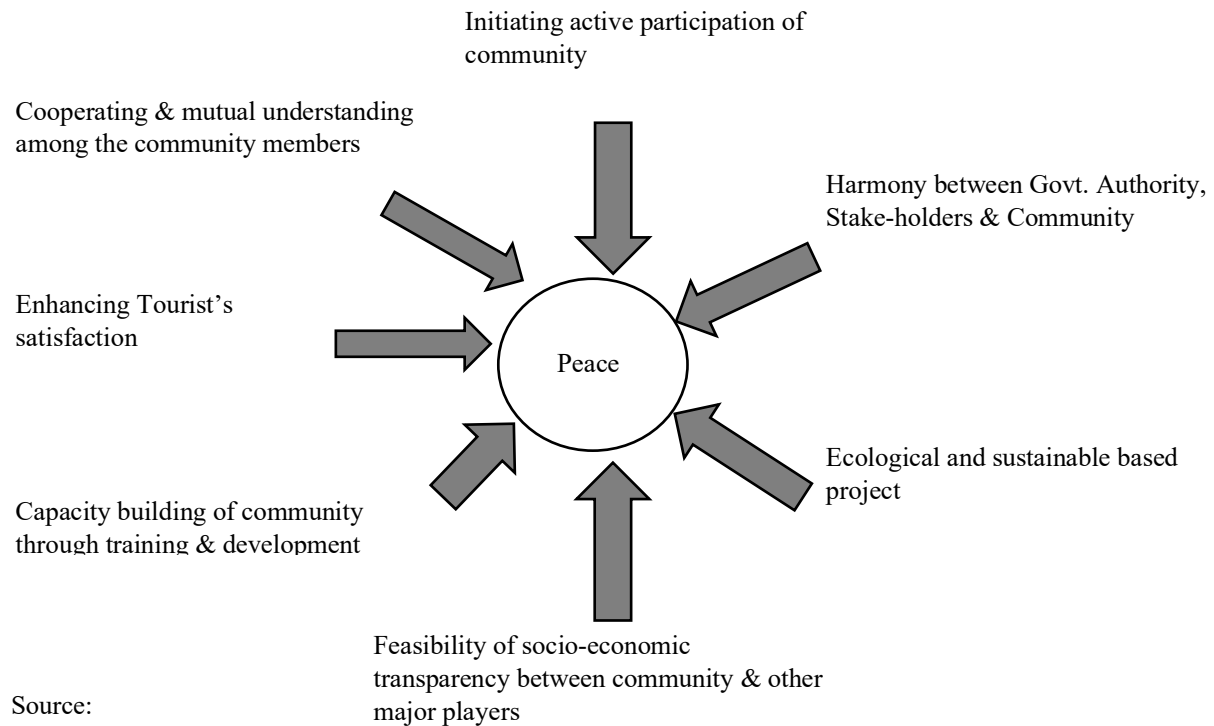 Initiating active participation of
community
Cooperating & mutual understanding
among the community members
Harmony between Govt. Authority,
Stake-holders & Community
Enhancing Tourist’s
satisfaction
Peace
Ecological and sustainable based
project
Capacity building of community
through training & development
Feasibility of socio-economic
transparency between community & other
major players
Source: